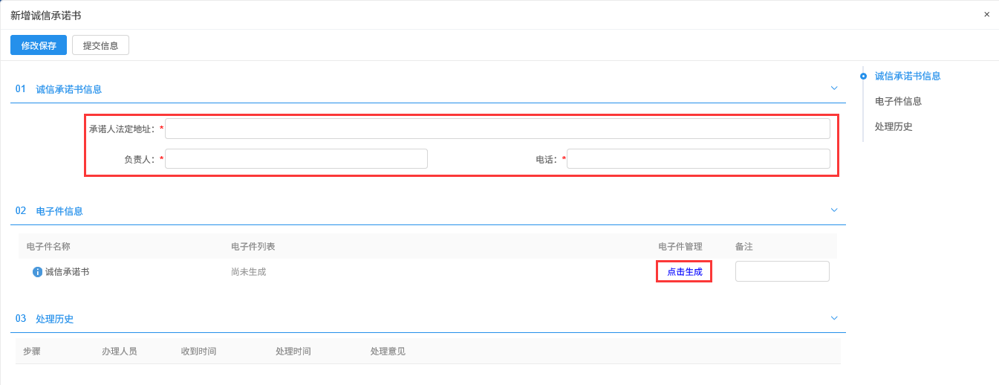 新增诚信承诺书 ×
修改保存 提交信息
01 诚信承诺书信息
承诺人法定地址：*
负责人：* 电话：*
02 电子件信息
电子件名称 电子件列表 电子件管理 备注
诚信承诺书 尚未生成 点击生成
03 处理历史
步骤 办理人员 收到时间 处理时间 处理意见
诚信承诺书信息
电子件信息
处理历史